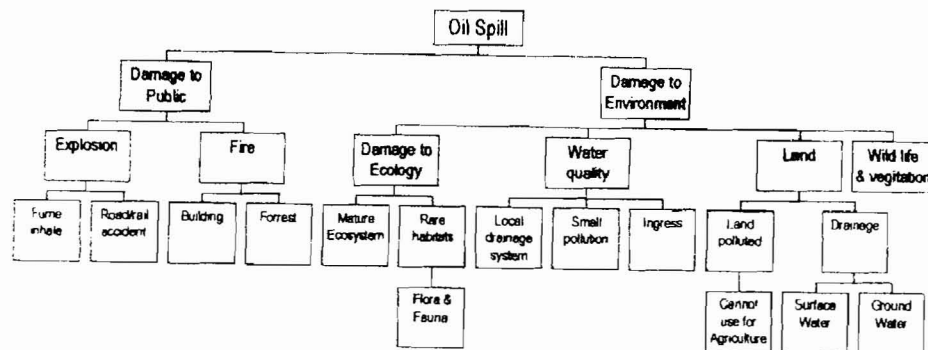 Oil Spill
Damage to
Public
Damage to
Environment
Explosion
Fire
Damage to
Ecology
Water
quality
Land
Wild life
& vegitation
Fume
inhale
Road/rail
accident
Building
Forrest
Mature
Ecosystem
Rare
habitats
Local
drainage
system
Small
pollution
Ingress
Land
polluted
Drainage
Flora &
Fauna
Cannot
use for
Agriculture
Surface
Water
Ground
Water